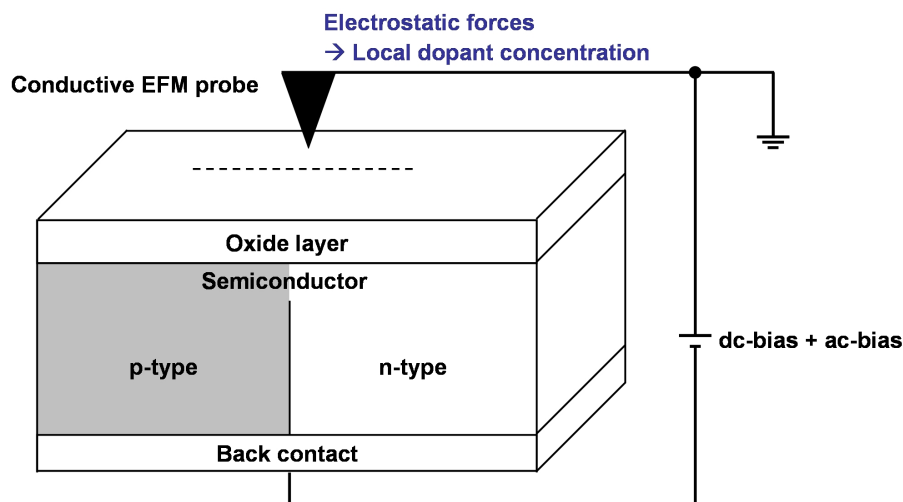 Electrostatic forces
→ Local dopant concentration
Conductive EFM probe
Oxide layer
Semiconductor
p-type
n-type
dc-bias + ac-bias
Back contact